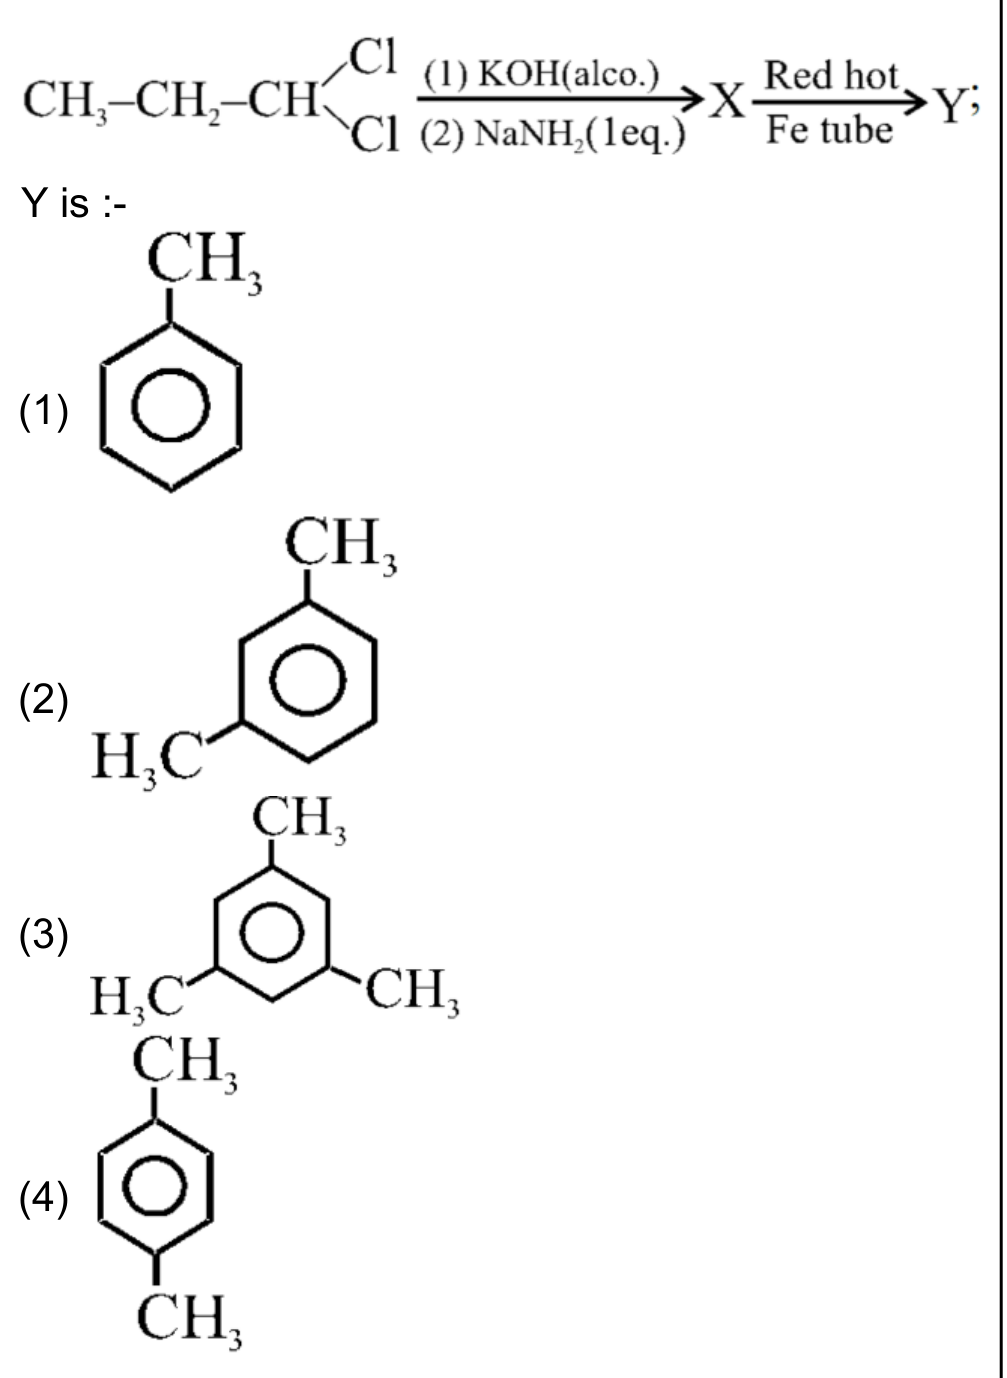 CH₃–CH₂–CH Cl Cl (1) KOH(alco.) (2) NaNH₂(1eq.) X Red hot Fe tube Y;
Y is :-
CH₃
(1)
CH₃
(2)
H₃C
CH₃
(3)
H₃C CH₃
CH₃
(4)
CH₃